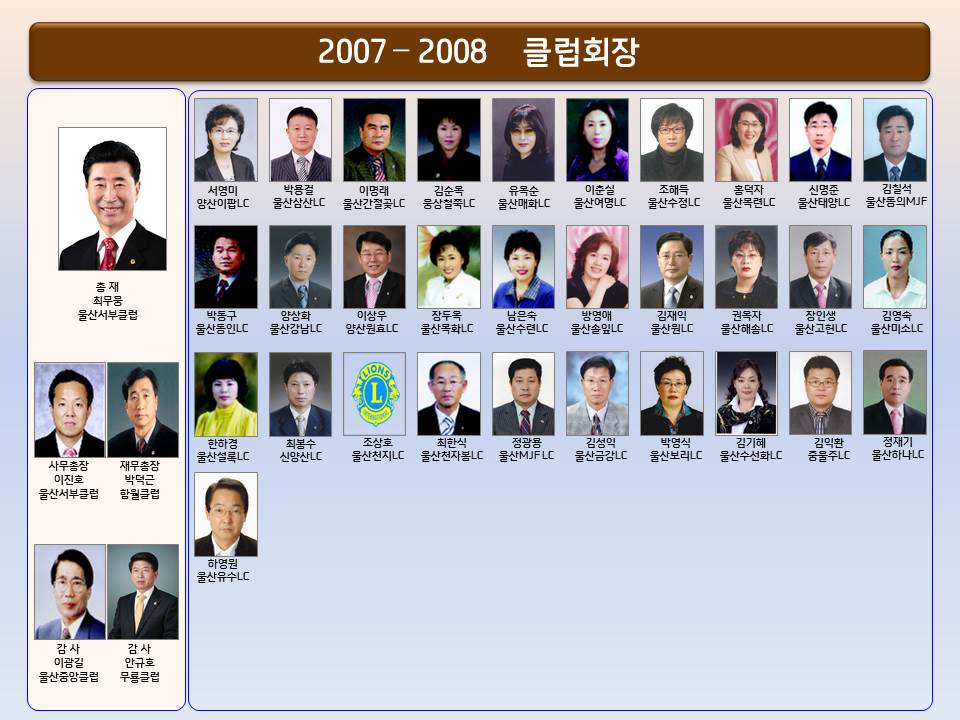 2007 – 2008 클럽회장
총 재
최무웅
울산서부클럽
사무총장
이진호
울산서부클럽
재무총장
박덕근
함월클럽
감 사
이광길
울산중앙클럽
감 사
안규호
무룡클럽
서영미
양산이팝LC
박용걸
울산삼산LC
이명래
울산간절곶LC
김순옥
웅상철쭉LC
유옥순
울산매화LC
이춘실
울산여명LC
조해득
울산수정LC
홍덕자
울산목련LC
신명준
울산태양LC
김칠석
울산동의MJF
박동구
울산동인LC
양상화
울산강남LC
이상우
양산원효LC
장두옥
울산목화LC
남은숙
울산수련LC
방영애
울산솔잎LC
김재익
울산원LC
권옥자
울산해송LC
장인생
울산고헌LC
김영숙
울산미소LC
한하경
울산설록LC
최봉수
신양산LC
LIONS
L
INTERNATIONAL
조상호
울산천지LC
최한식
울산천자봉LC
정광용
울산MJF LC
김성익
울산금강LC
박영식
울산보리LC
김기혜
울산수선화LC
김익환
중울주LC
정재기
울산하나LC
하영원
울산유수LC